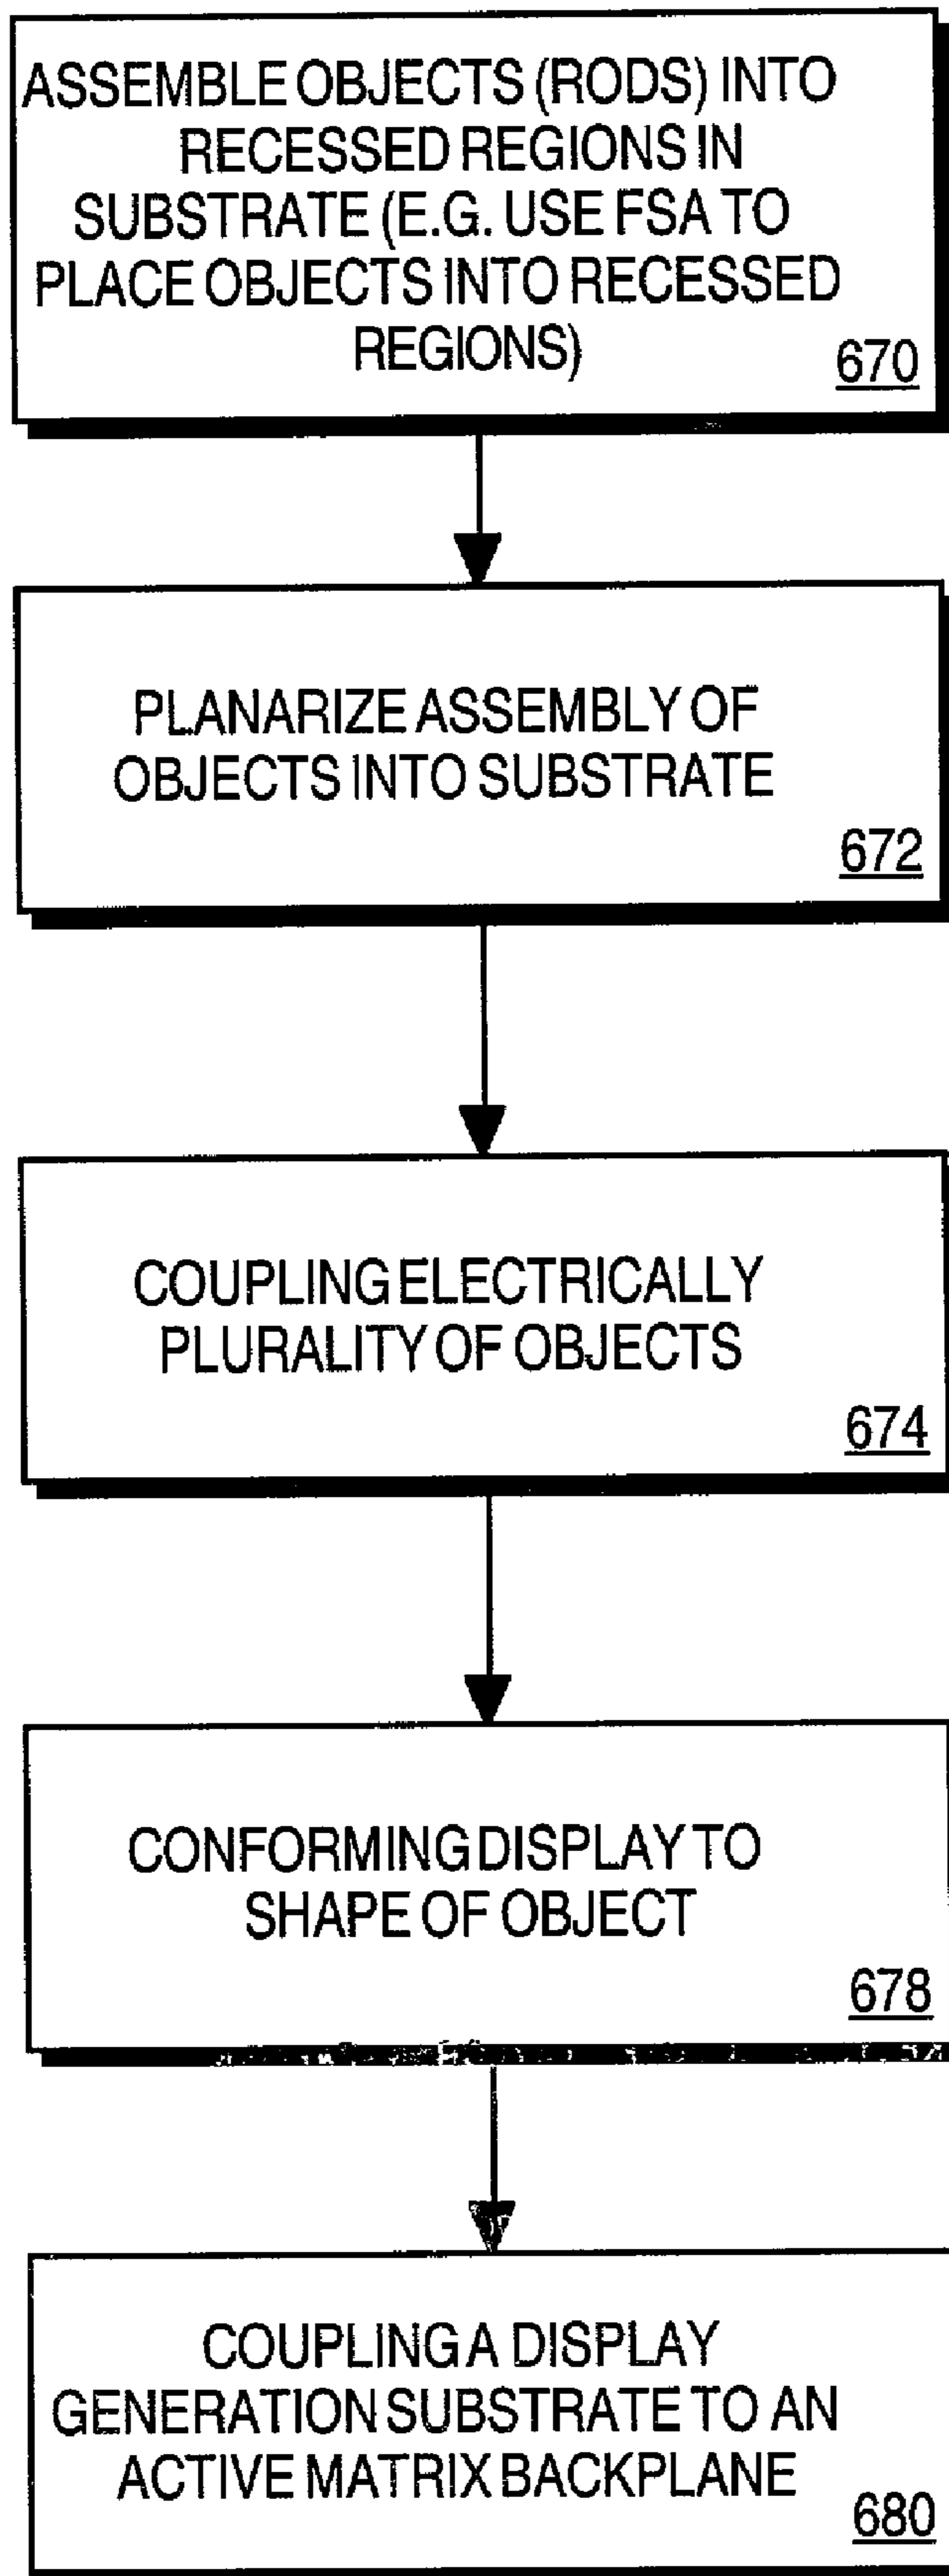 ASSEMBLE OBJECTS (RODS) INTO
RECESSED REGIONS IN
SUBSTRATE (E.G. USE FSA TO
PLACE OBJECTS INTO RECESSED
REGIONS)
670
PLANARIZE ASSEMBLY OF
OBJECTS INTO SUBSTRATE
672
COUPLING ELECTRICALLY
PLURALITY OF OBJECTS
674
CONFORMING DISPLAY TO
SHAPE OF OBJECT
678
COUPLING A DISPLAY
GENERATION SUBSTRATE TO AN
ACTIVE MATRIX BACKPLANE
680